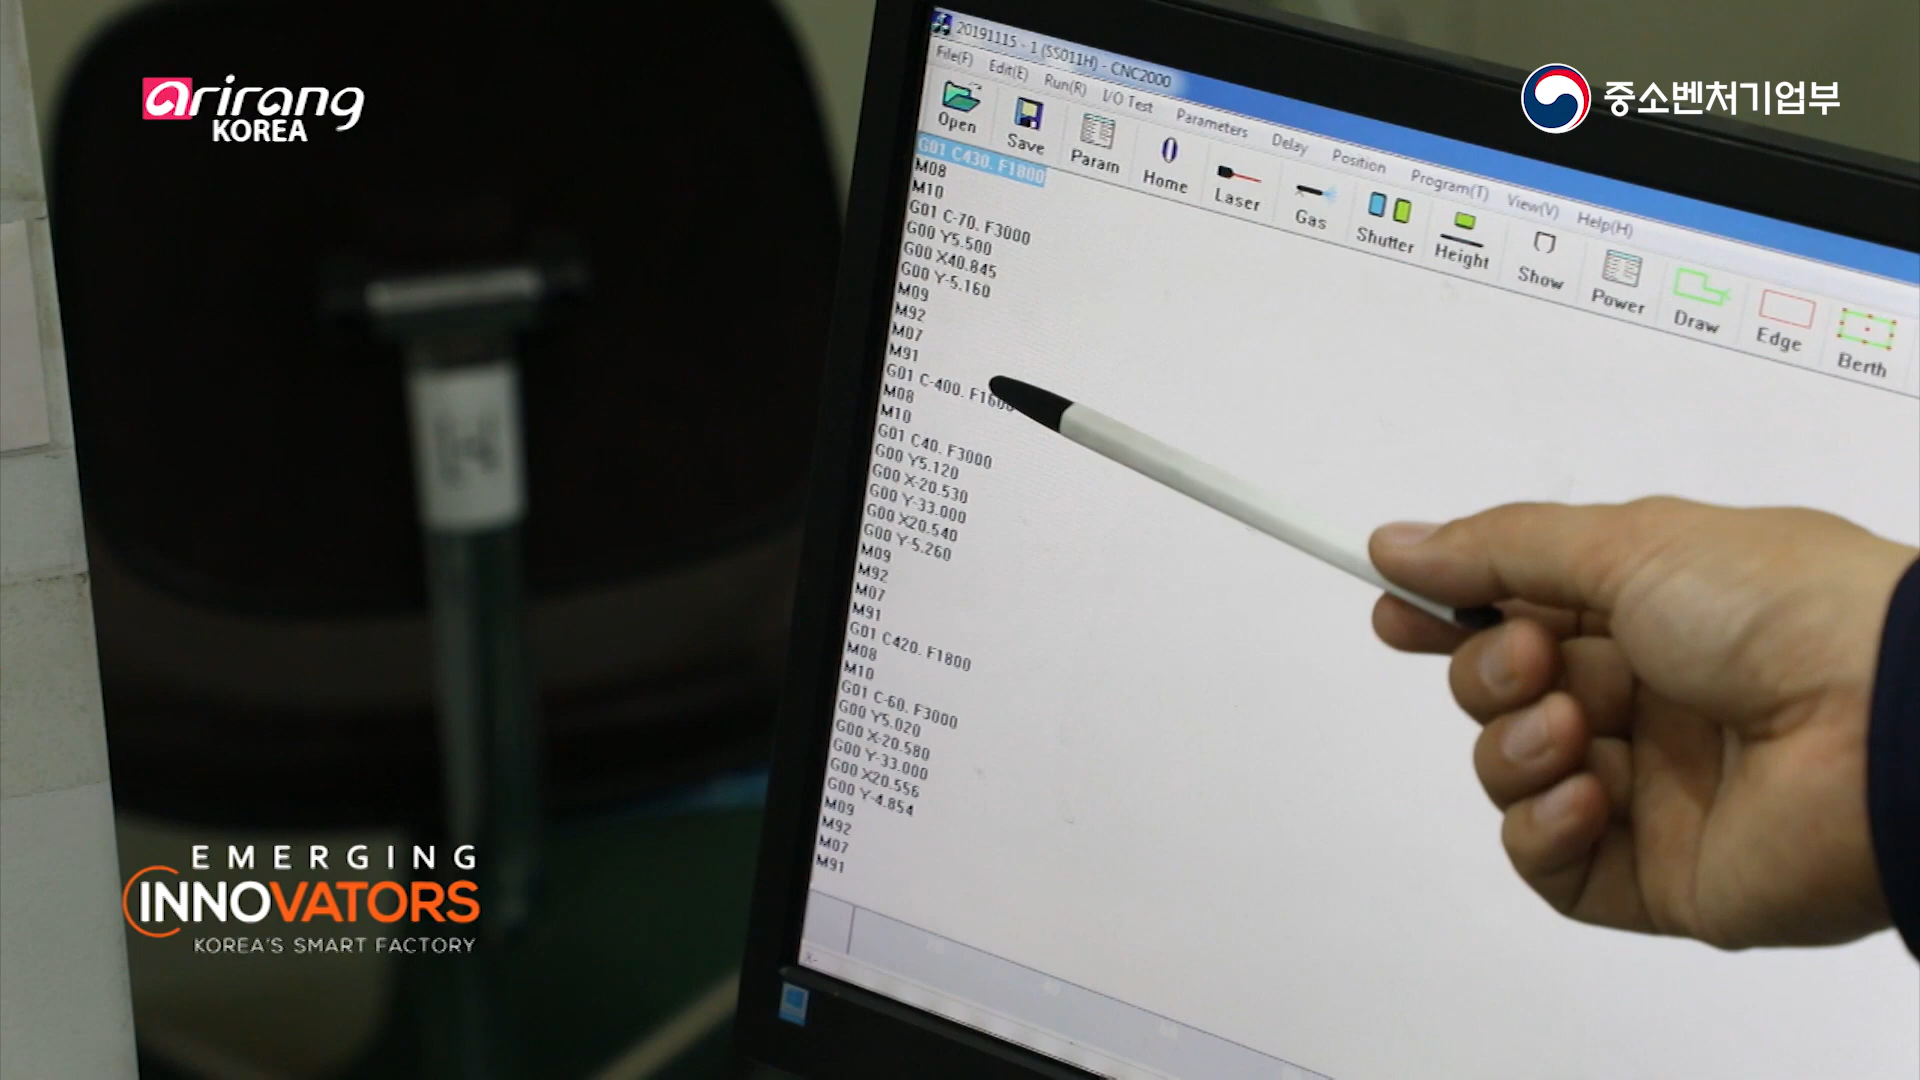 arirang
KOREA
중소벤처기업부
20191115 - 1 (SS011H) - CNC2000
File(F) Edit(E) Run(R) I/O Test Parameters Delay Position Program(T) View(V) Help(H)
Open Save Param Home Laser Gas Shutter Height Show Power Draw Edge Berth
G01 C430. F1800
M08
M10
G01 C-70. F3000
G00 Y5.500
G00 X40.845
G00 Y-5.160
M09
M92
M07
M91
G01 C-400. F1600
M08
M10
G01 C40. F3000
G00 Y5.120
G00 X-20.530
G00 Y-33.000
G00 X20.540
G00 Y-5.260
M09
M92
M07
M91
G01 C420. F1800
M08
M10
G01 C-60. F3000
G00 Y5.020
G00 X-20.580
G00 Y-33.000
G00 X20.556
G00 Y-4.854
M09
M92
M07
M91
EMERGING
INNOVATORS
KOREA'S SMART FACTORY